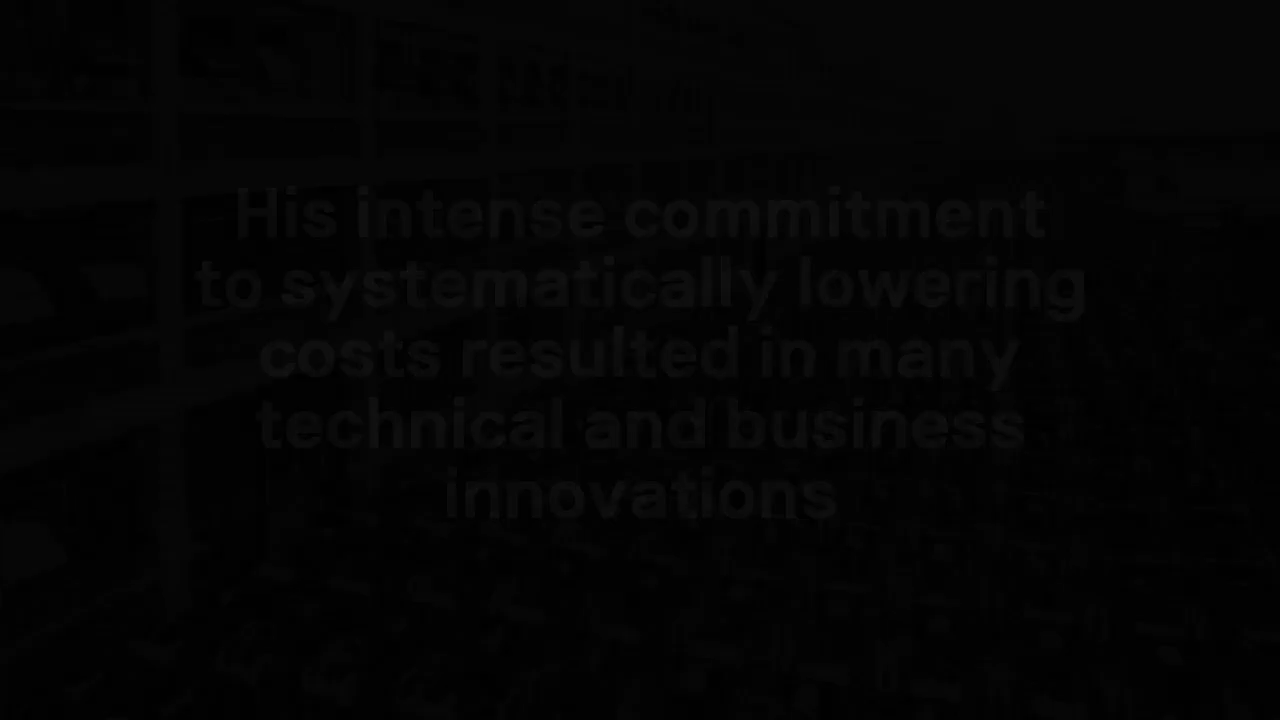 His intense commitment
to systematically lowering
costs resulted in many
technical and business
innovations